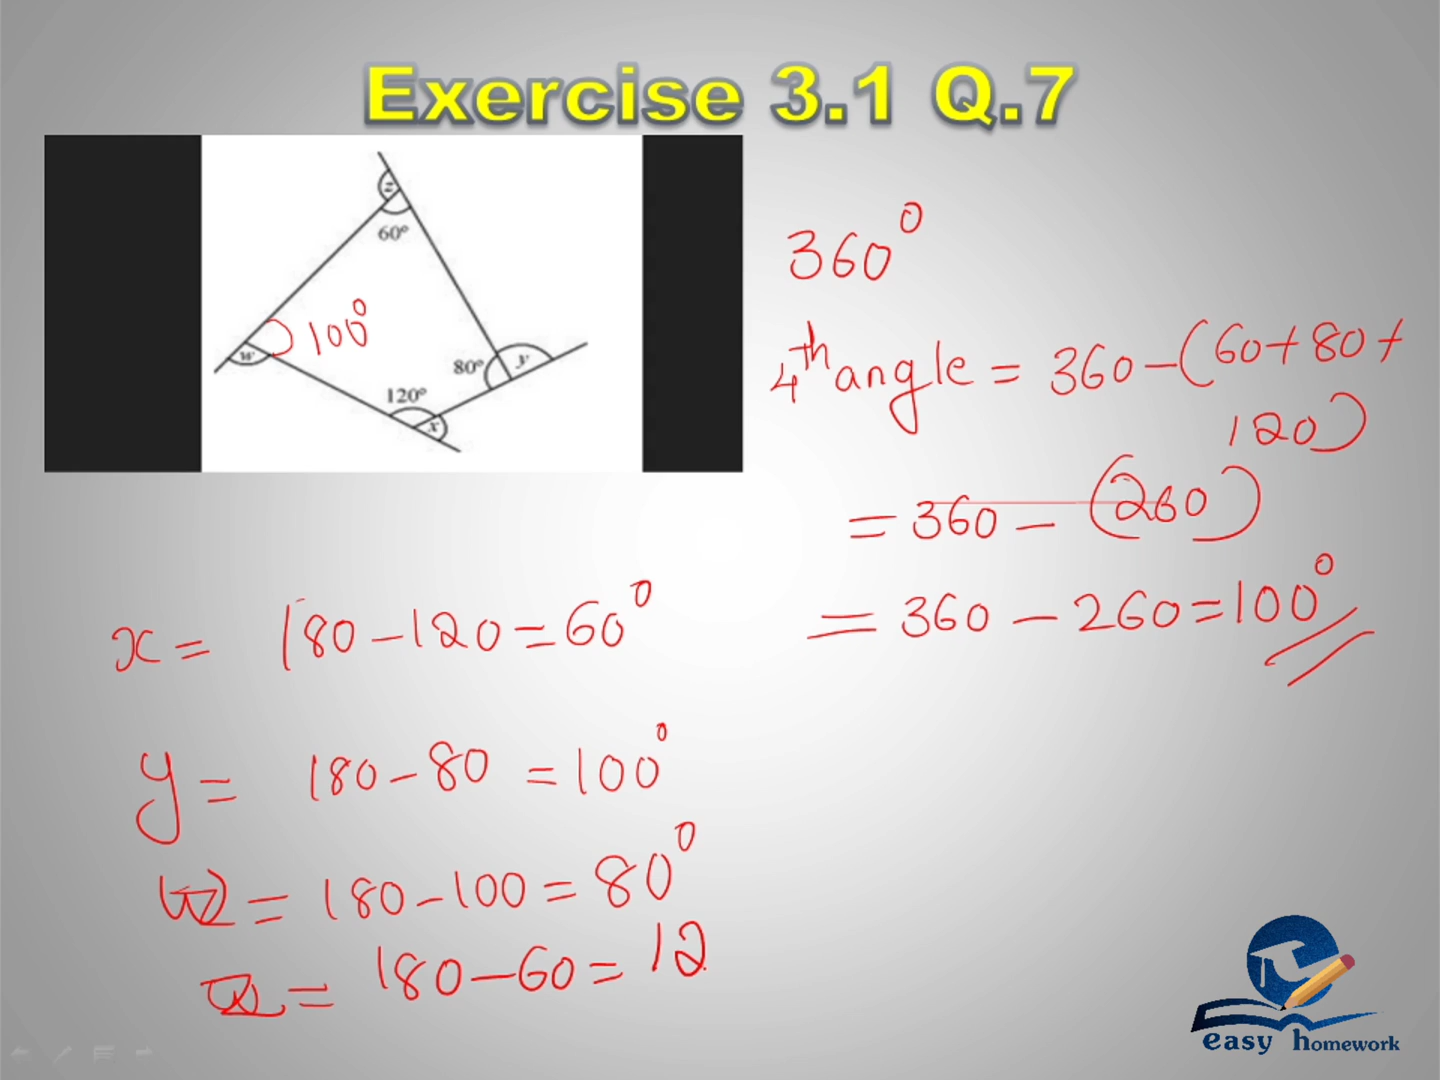 Exercise 3.1 Q.7
z
60°
100°
w
80°
y
120°
x
360°
4th angle = 360-(60+80+
120)
= 360 - (260)
= 360 - 260 = 100°
x = 180-120 = 60°
y = 180-80 = 100°
w = 180-100 = 80°
z = 180-60 = 12
easy homework